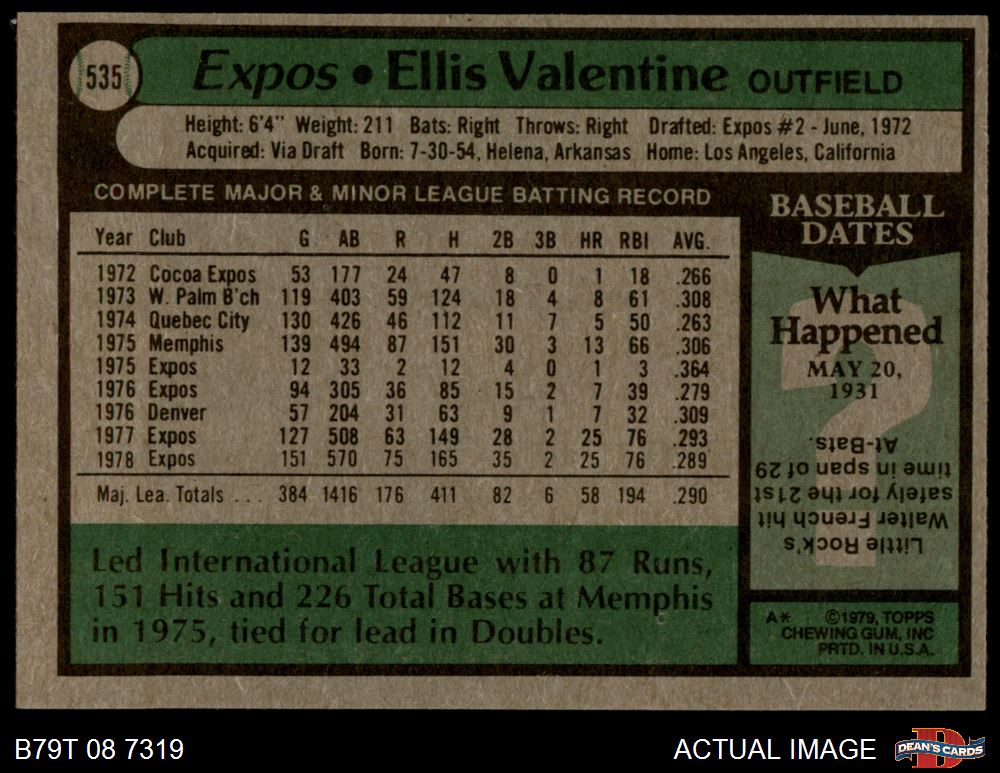 535
Expos • Ellis Valentine OUTFIELD
Height: 6'4" Weight: 211 Bats: Right Throws: Right Drafted: Expos #2 - June, 1972
Acquired: Via Draft Born: 7-30-54, Helena, Arkansas Home: Los Angeles, California
COMPLETE MAJOR & MINOR LEAGUE BATTING RECORD
Year Club G AB R H 2B 3B HR RBI AVG.
1972 Cocoa Expos 53 177 24 47 8 0 1 18 .266
1973 W. Palm B'ch 119 403 59 124 18 4 8 61 .308
1974 Quebec City 130 426 46 112 11 7 5 50 .263
1975 Memphis 139 494 87 151 30 3 13 66 .306
1975 Expos 12 33 2 12 4 0 1 3 .364
1976 Expos 94 305 36 85 15 2 7 39 .279
1976 Denver 57 204 31 63 9 1 7 32 .309
1977 Expos 127 508 63 149 28 2 25 76 .293
1978 Expos 151 570 75 165 35 2 25 76 .289
Maj. Lea. Totals ... 384 1416 176 411 82 6 58 194 .290
Led International League with 87 Runs,
151 Hits and 226 Total Bases at Memphis
in 1975, tied for lead in Doubles.
BASEBALL
DATES
What
Happened
MAY 20,
1931
?
Little Rock's
Walter French hit
safely for the 21st
time in span of 29
At-Bats.
A* ©1979, TOPPS
CHEWING GUM, INC
PRTD. IN U.S.A.
B79T 08 7319
ACTUAL IMAGE
D
DEAN'S CARDS